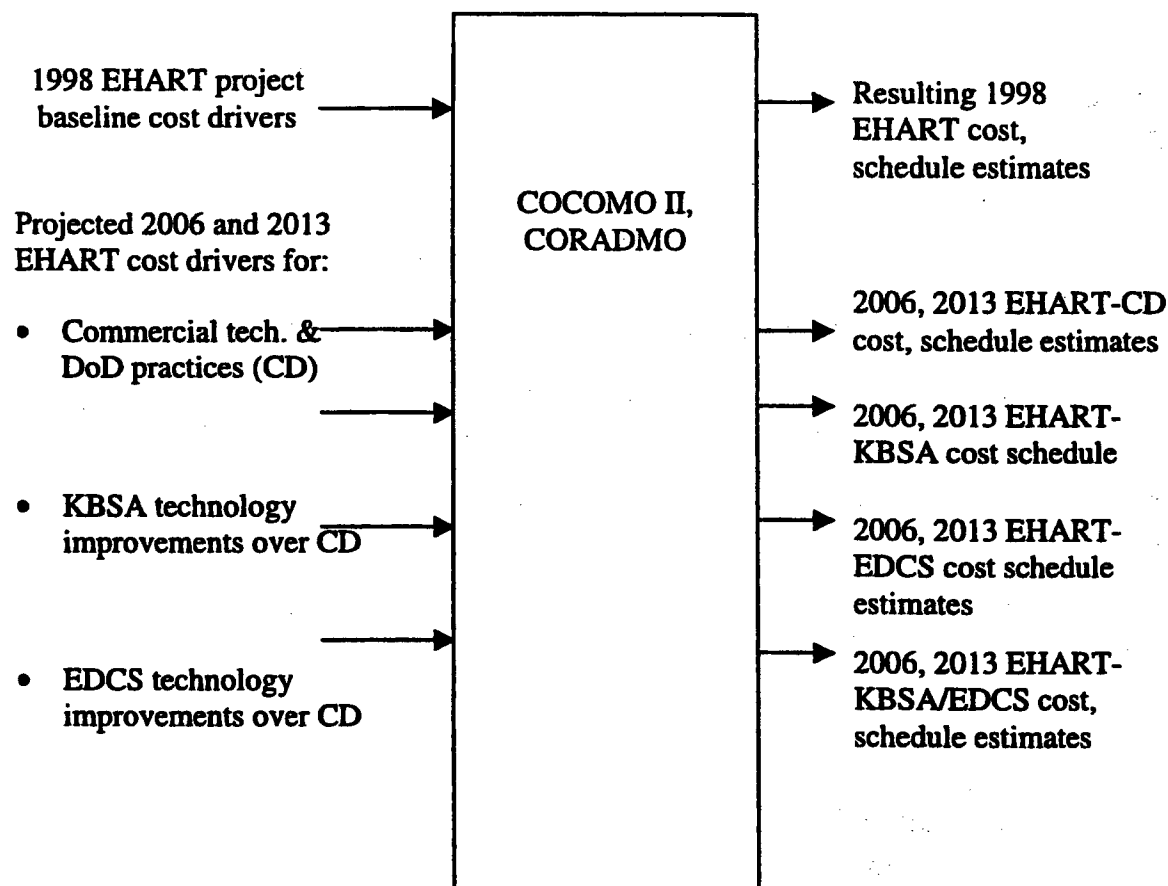 1998 EHART project
baseline cost drivers
Projected 2006 and 2013
EHART cost drivers for:
• Commercial tech. &
DoD practices (CD)
• KBSA technology
improvements over CD
• EDCS technology
improvements over CD
COCOMO II,
CORADMO
Resulting 1998
EHART cost,
schedule estimates
2006, 2013 EHART-CD
cost, schedule estimates
2006, 2013 EHART-
KBSA cost schedule
2006, 2013 EHART-
EDCS cost schedule
estimates
2006, 2013 EHART-
KBSA/EDCS cost,
schedule estimates